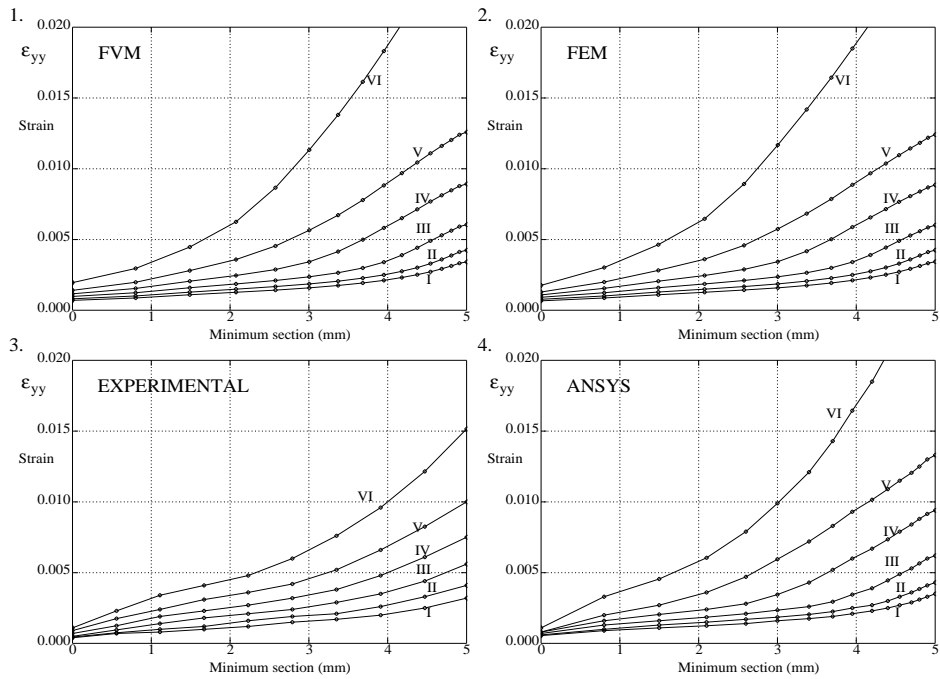 1.
0.020
εyy
FVM
VI
0.015
Strain
0.010
V
IV
0.005
III
II
I
0.000
0 1 2 3 4 5
Minimum section (mm)
2.
0.020
εyy
FEM
VI
0.015
Strain
0.010
V
IV
0.005
III
II
I
0.000
0 1 2 3 4 5
Minimum section (mm)
3.
0.020
εyy
EXPERIMENTAL
0.015
Strain
VI
0.010
V
IV
0.005
III
II
I
0.000
0 1 2 3 4 5
Minimum section (mm)
4.
0.020
εyy
ANSYS
VI
0.015
Strain
V
0.010
IV
III
0.005
II
I
0.000
0 1 2 3 4 5
Minimum section (mm)